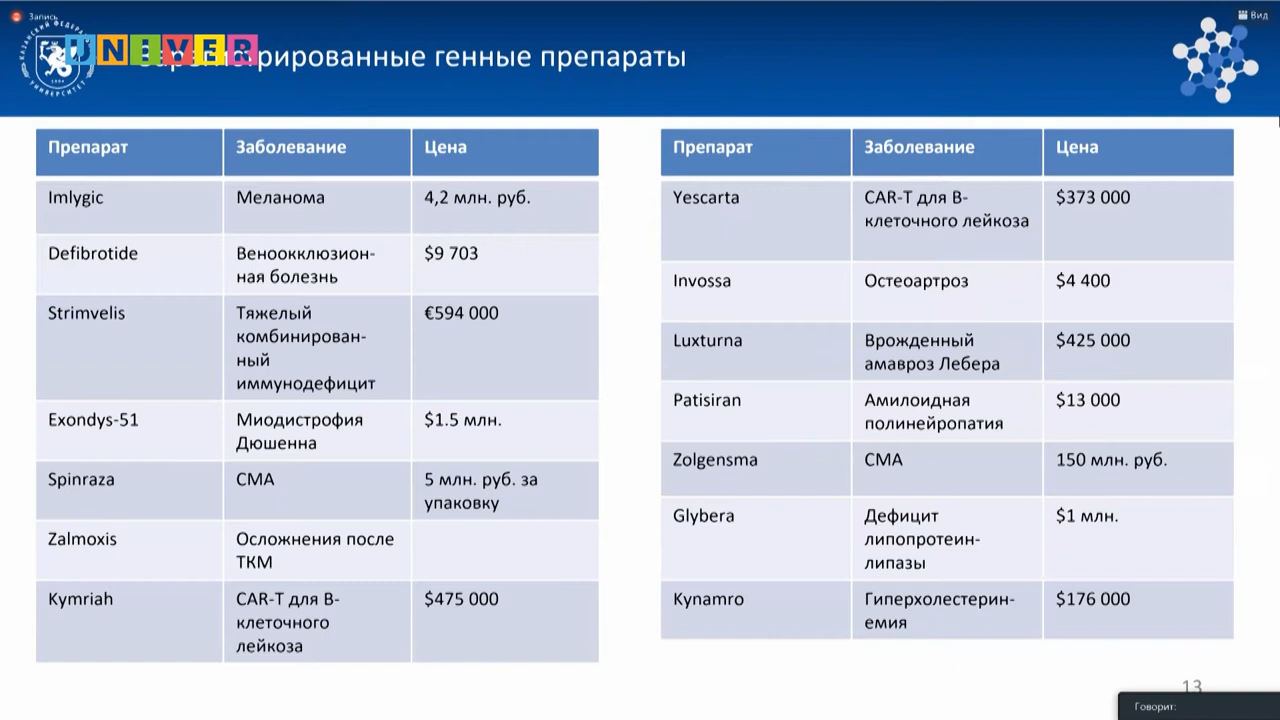 Запись
Вид
UNIVER
Зарегистрированные генные препараты
Препарат Заболевание Цена
Imlygic Меланома 4,2 млн. руб.
Defibrotide Веноокклюзион- $9 703
ная болезнь
Strimvelis Тяжелый €594 000
комбинирован-
ный
иммунодефицит
Exondys-51 Миодистрофия $1.5 млн.
Дюшенна
Spinraza СМА 5 млн. руб. за
упаковку
Zalmoxis Осложнения после
ТКМ
Kymriah CAR-T для В- $475 000
клеточного
лейкоза
Препарат Заболевание Цена
Yescarta CAR-T для В- $373 000
клеточного лейкоза
Invossa Остеоартроз $4 400
Luxturna Врожденный $425 000
амавроз Лебера
Patisiran Амилоидная $13 000
полинейропатия
Zolgensma СМА 150 млн. руб.
Glybera Дефицит $1 млн.
липопротеин-
липазы
Kynamro Гиперхолестерин- $176 000
емия
13
Говорит: